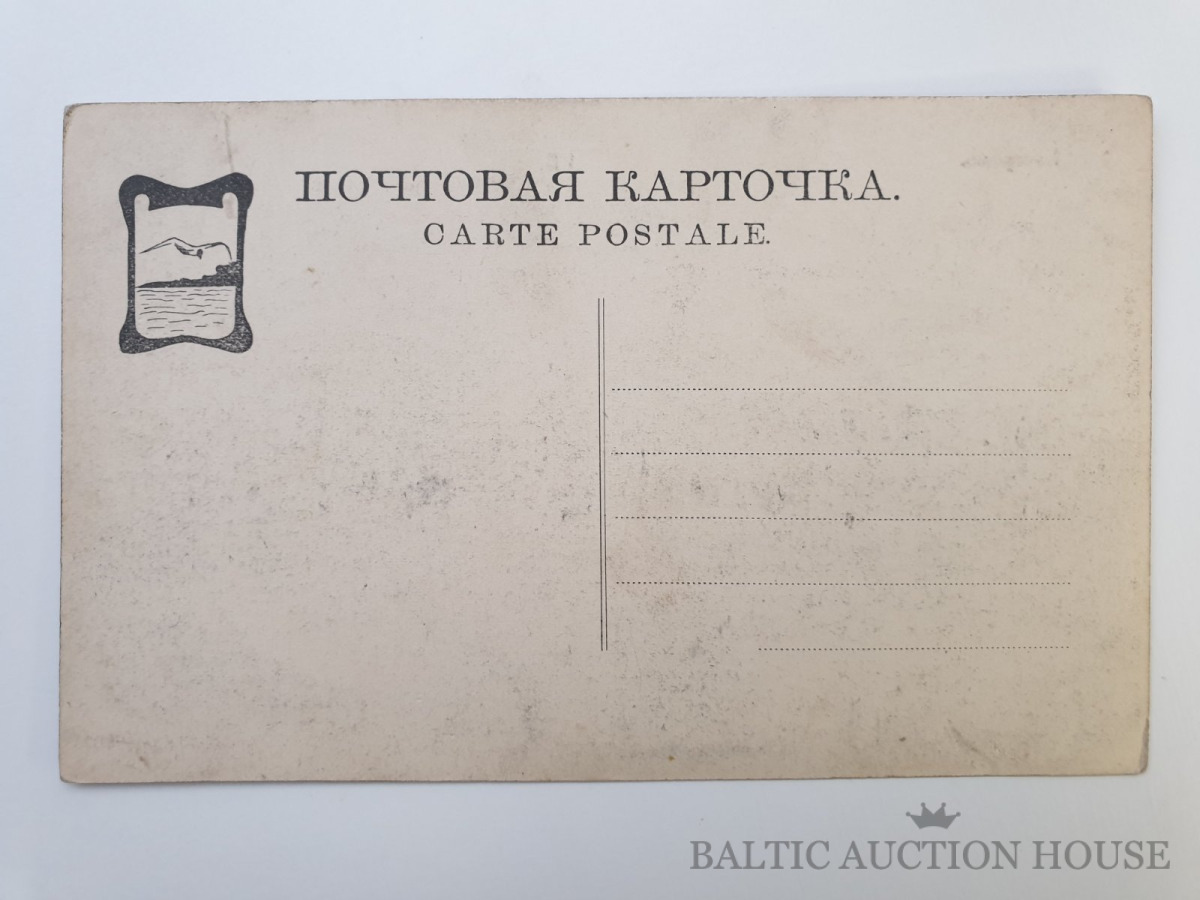 ПОЧТОВАЯ КАРТОЧКА.
CARTE POSTALE.
BALTIC AUCTION HOUSE